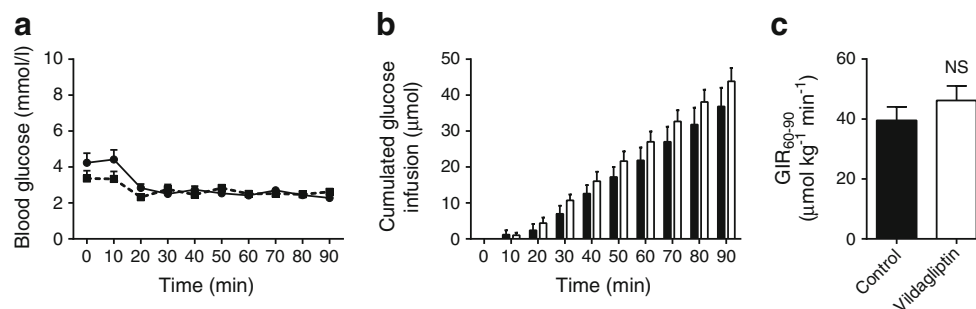 a
Blood glucose (mmol/l)
10
8
6
4
2
0
0 10 20 30 40 50 60 70 80 90
Time (min)
b
Cumulated glucose
infusion (μmol)
50
40
30
20
10
0
0 10 20 30 40 50 60 70 80 90
Time (min)
c
GIR60-90
(μmol kg-1 min-1)
60
40
20
0
NS
Control
Vildagliptin